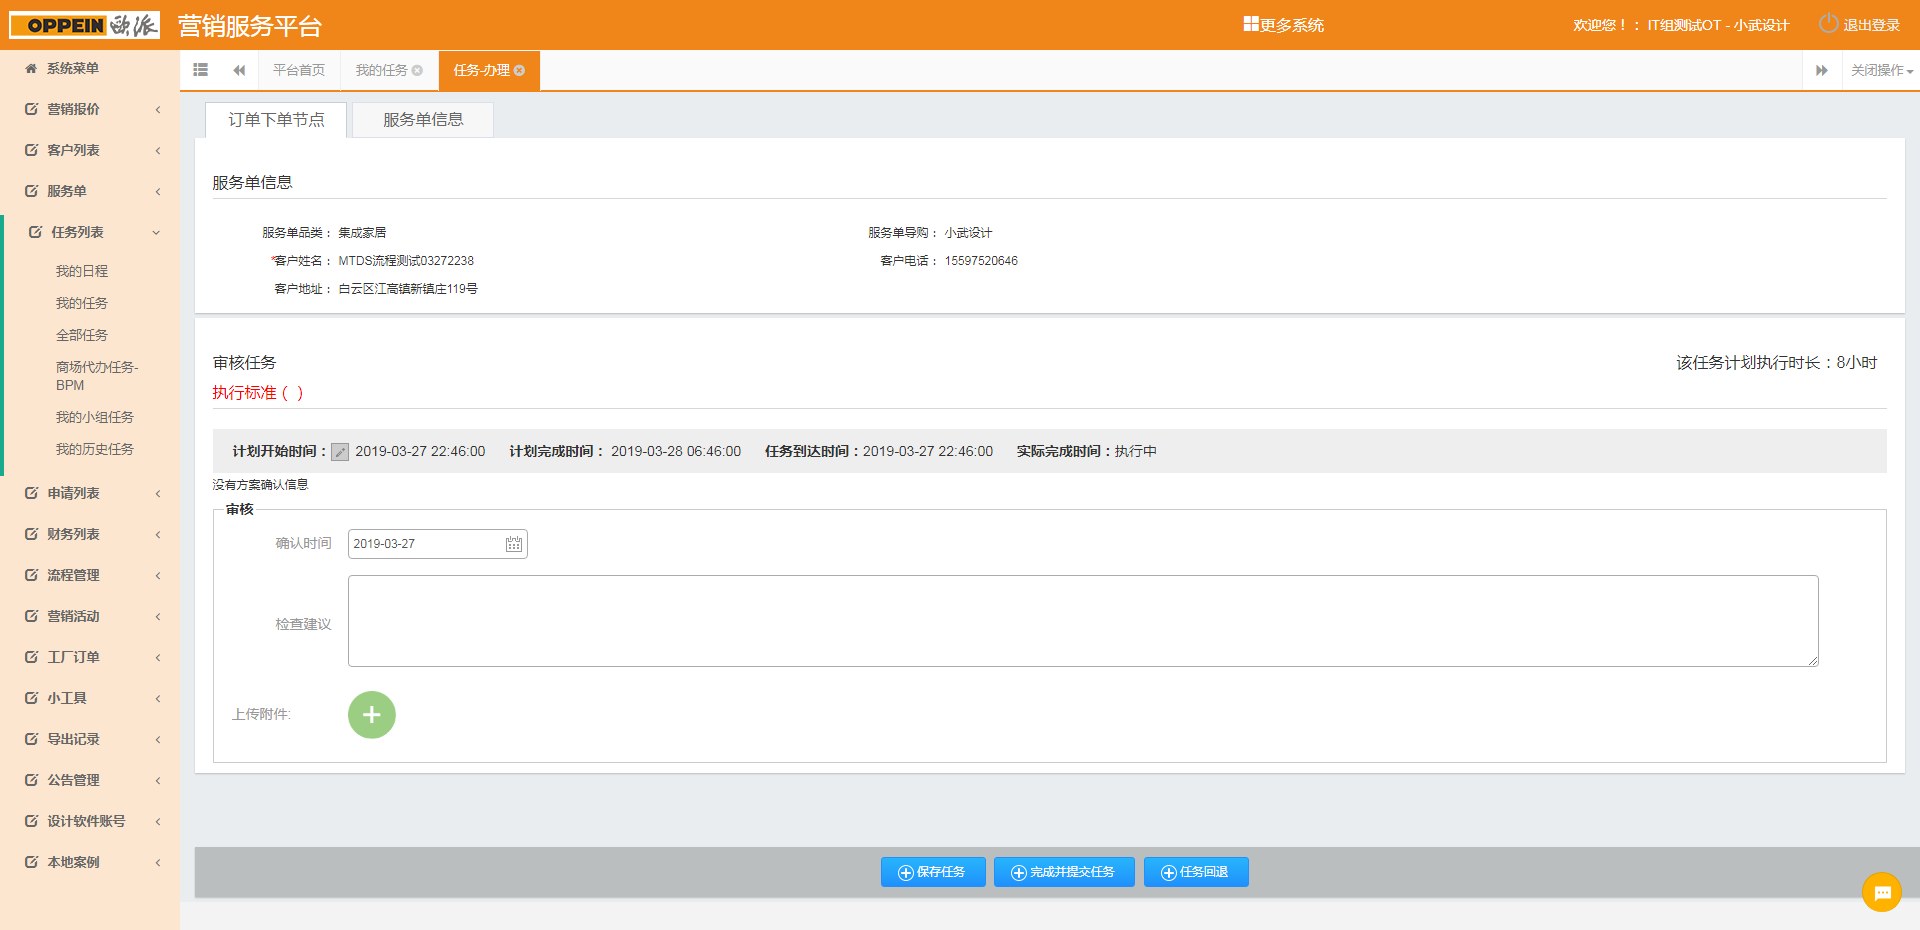 OPPEIN 欧派 营销服务平台 更多系统 欢迎您！： IT组测试OT - 小武设计 退出登录
系统菜单
营销报价
客户列表
服务单
任务列表
我的日程
我的任务
全部任务
商场代办任务-
BPM
我的小组任务
我的历史任务
申请列表
财务列表
流程管理
营销活动
工厂订单
小工具
导出记录
公告管理
设计软件账号
本地案例
平台首页 我的任务 任务-办理 关闭操作
订单下单节点 服务单信息
服务单信息
服务单品类： 集成家居 服务单导购： 小武设计
*客户姓名： MTDS流程测试03272238 客户电话： 15597520646
客户地址： 白云区江高镇新镇庄119号
审核任务 该任务计划执行时长：8小时
执行标准 ( )
计划开始时间： 2019-03-27 22:46:00 计划完成时间： 2019-03-28 06:46:00 任务到达时间：2019-03-27 22:46:00 实际完成时间：执行中
没有方案确认信息
审核
确认时间 2019-03-27
检查建议
上传附件:
保存任务 完成并提交任务 任务回退